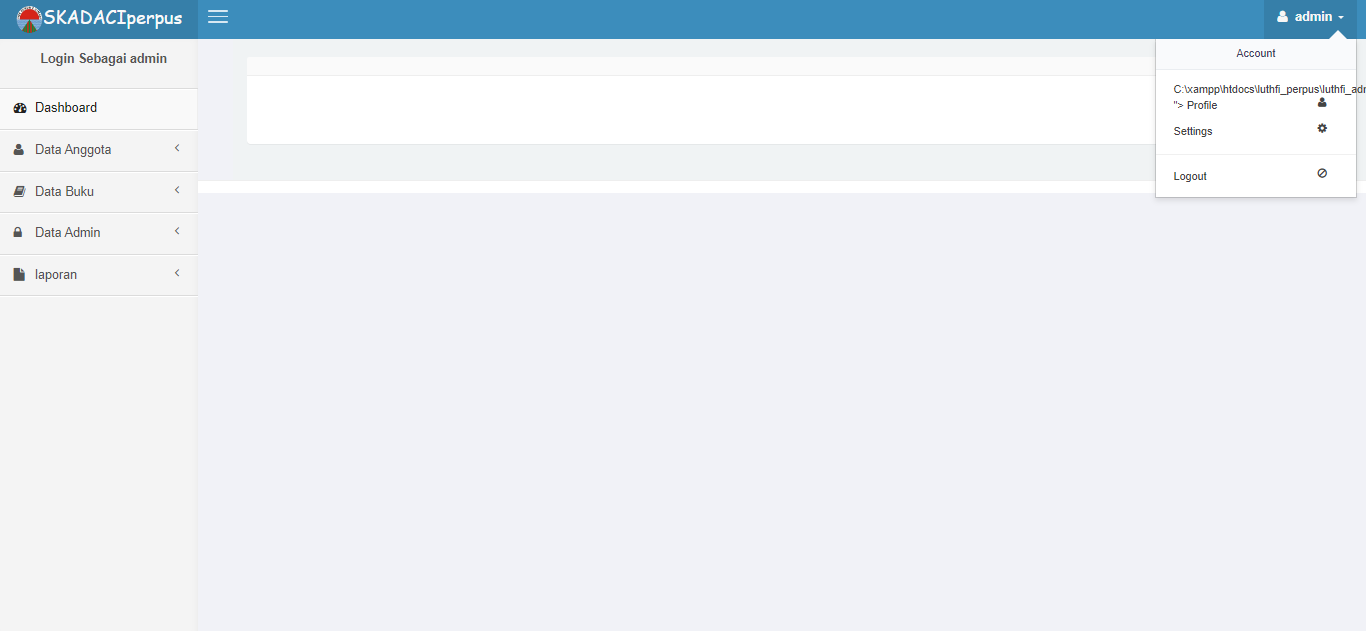 SKADACIperpus
admin
Login Sebagai admin
Dashboard
Data Anggota
Data Buku
Data Admin
laporan
Account
C:\xampp\htdocs\luthfi_perpus\luthfi_adr
"> Profile
Settings
Logout